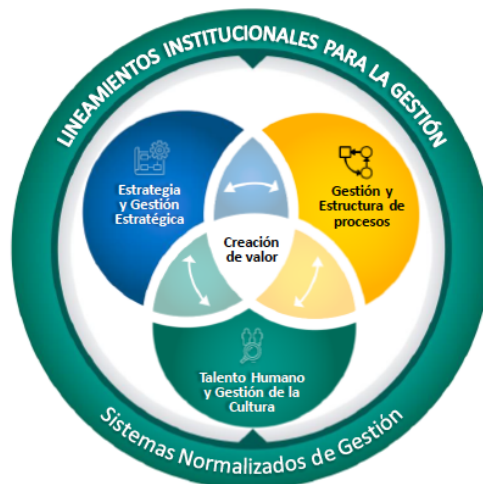 LINEAMIENTOS INSTITUCIONALES PARA LA GESTIÓN
Estrategia
y Gestión
Estratégica
Gestión y
Estructura de
procesos
Creación
de valor
Talento Humano
y Gestión de la
Cultura
Sistemas Normalizados de Gestión